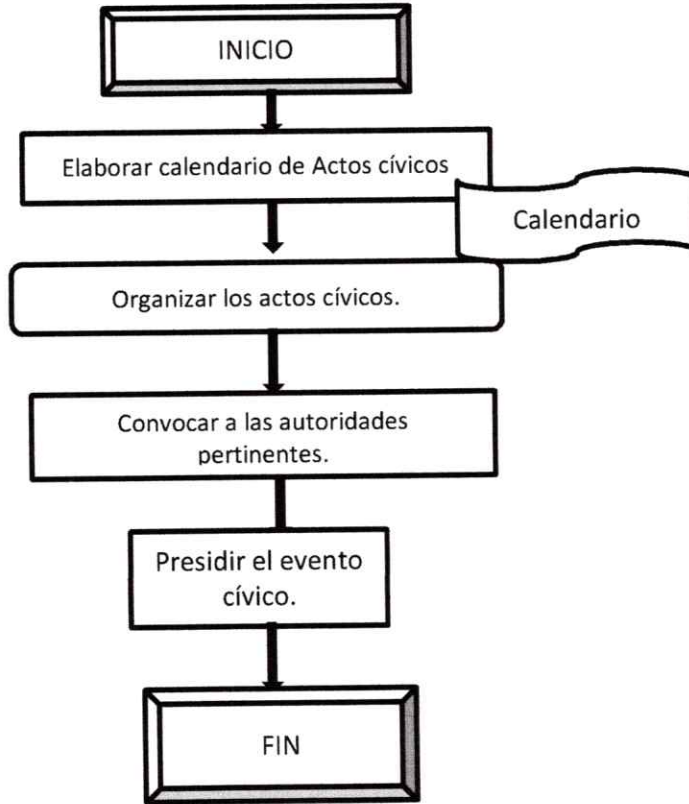 INICIO
Elaborar calendario de Actos cívicos
Calendario
Organizar los actos cívicos.
Convocar a las autoridades
pertinentes.
Presidir el evento
cívico.
FIN